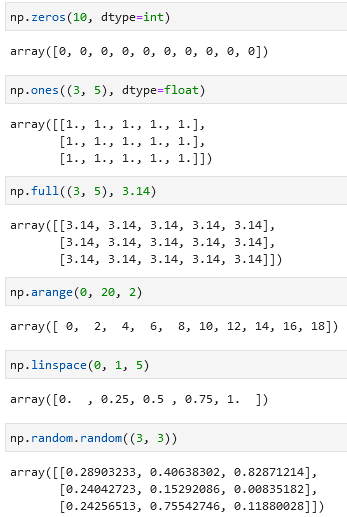 np.zeros(10, dtype=int)
array([0, 0, 0, 0, 0, 0, 0, 0, 0, 0])
np.ones((3, 5), dtype=float)
array([[1., 1., 1., 1., 1.],
       [1., 1., 1., 1., 1.],
       [1., 1., 1., 1., 1.]])
np.full((3, 5), 3.14)
array([[3.14, 3.14, 3.14, 3.14, 3.14],
       [3.14, 3.14, 3.14, 3.14, 3.14],
       [3.14, 3.14, 3.14, 3.14, 3.14]])
np.arange(0, 20, 2)
array([ 0,  2,  4,  6,  8, 10, 12, 14, 16, 18])
np.linspace(0, 1, 5)
array([0.  , 0.25, 0.5 , 0.75, 1.  ])
np.random.random((3, 3))
array([[0.28903233, 0.40638302, 0.82871214],
       [0.24042723, 0.15292086, 0.00835182],
       [0.24256513, 0.75542746, 0.11880028]])